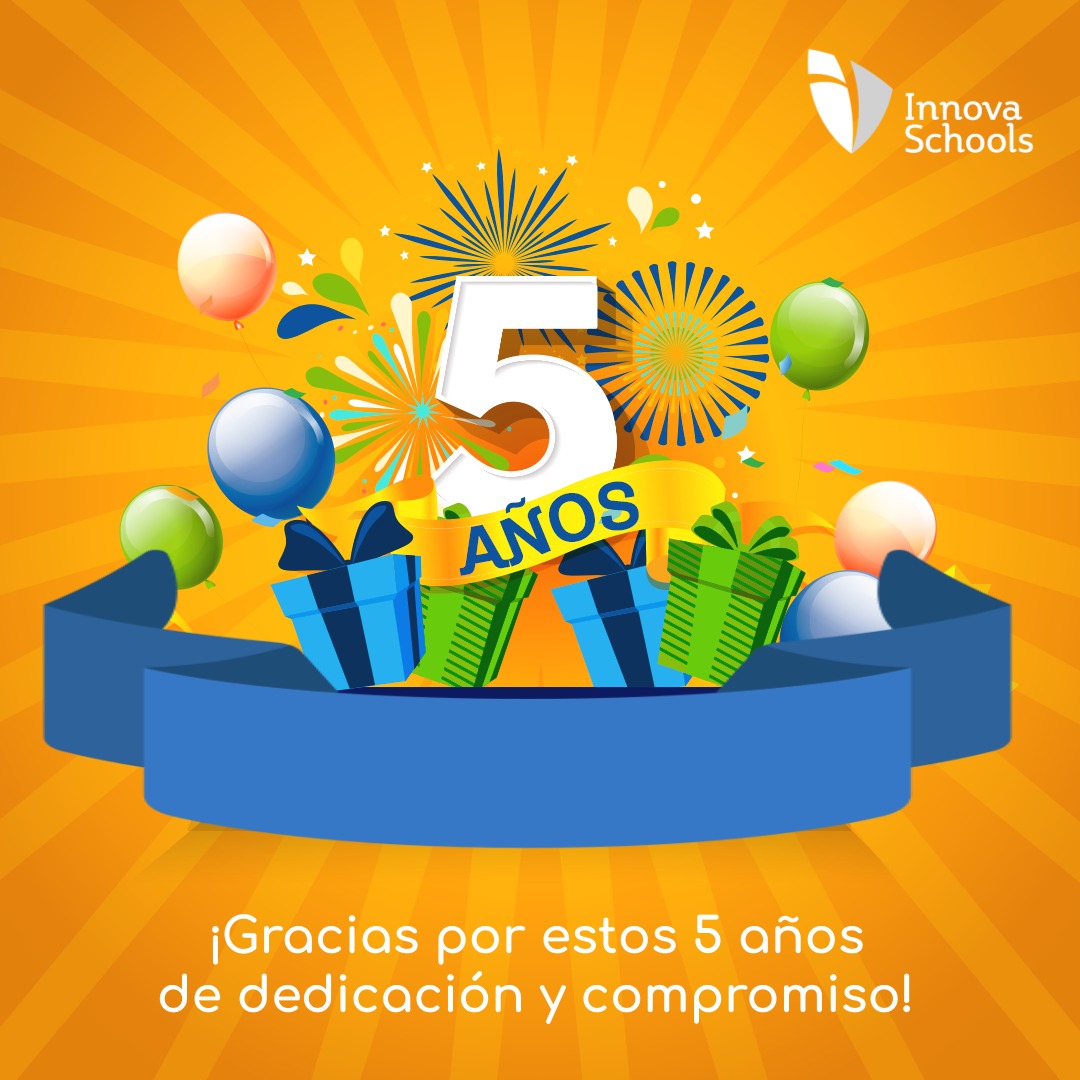 Innova
Schools
5
AÑOS
¡Gracias por estos 5 años
de dedicación y compromiso!